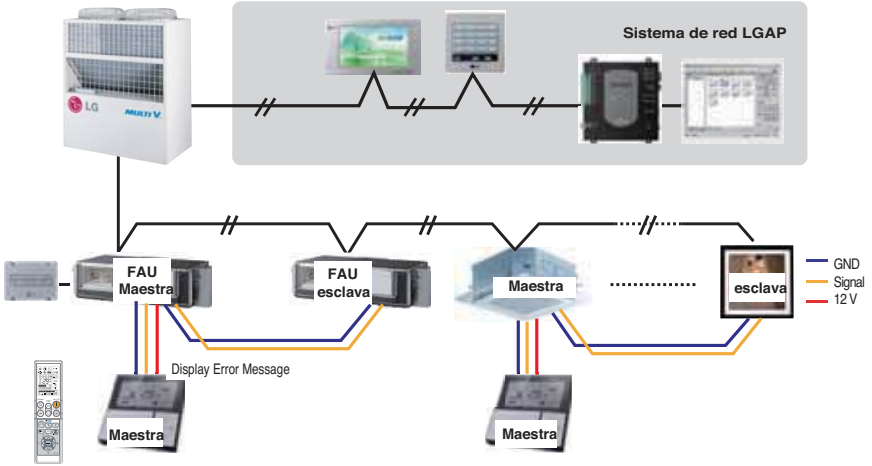 Sistema de red LGAP
LG
MULTI V
FAU
Maestra
FAU
esclava
Maestra
esclava
GND
Signal
12 V
Display Error Message
Maestra
Maestra